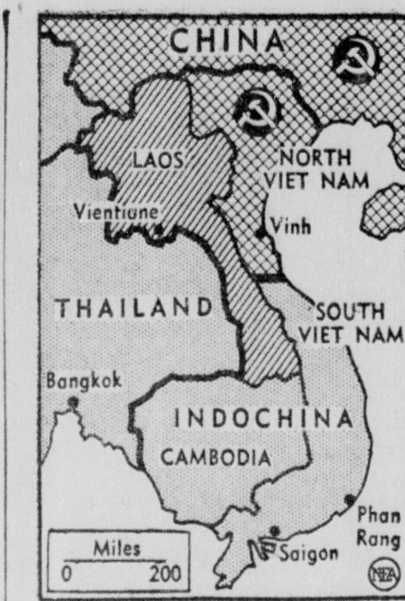 CHINA
LAOS
NORTH
VIET NAM
Vientiane
Vinh
THAILAND
SOUTH
VIET NAM
Bangkok
INDOCHINA
CAMBODIA
Phan
Rang
Saigon
Miles
0 200
NEA